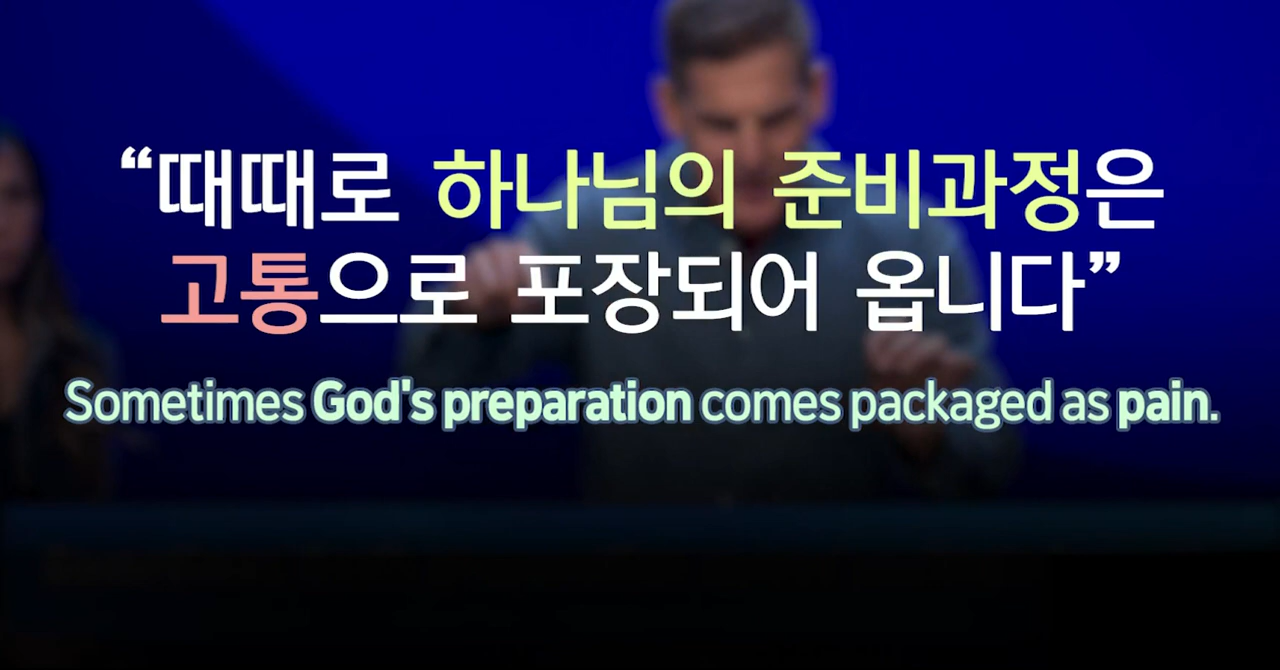 “때때로 하나님의 준비과정은
고통으로 포장되어 옵니다”
Sometimes God's preparation comes packaged as pain.